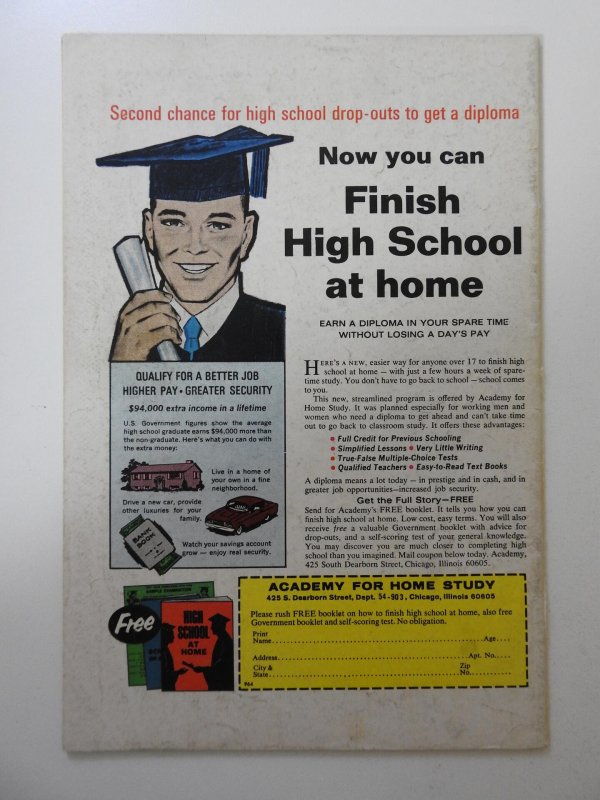 Second chance for high school drop-outs to get a diploma
Now you can
Finish
High School
at home
EARN A DIPLOMA IN YOUR SPARE TIME
WITHOUT LOSING A DAY'S PAY
HERE'S A NEW, easier way for anyone over 17 to finish high
school at home — with just a few hours a week of spare-
time study. You don't have to go back to school — school comes
to you.
This new, streamlined program is offered by Academy for
Home Study. It was planned especially for working men and
women who need a diploma to get ahead and can't take time
out to go back to classroom study. It offers these advantages:
• Full Credit for Previous Schooling
• Simplified Lessons • Very Little Writing
• True-False Multiple-Choice Tests
• Qualified Teachers • Easy-to-Read Text Books
A diploma means a lot today — in prestige and in cash, and in
greater job opportunities—increased job security.
Get the Full Story—FREE
Send for Academy's FREE booklet. It tells you how you can
finish high school at home. Low cost, easy terms. You will also
receive free a valuable Government booklet with advice for
drop-outs, and a self-scoring test of your general knowledge.
You may discover you are much closer to completing high
school than you imagined. Mail coupon below today. Academy,
425 South Dearborn Street, Chicago, Illinois 60605.
QUALIFY FOR A BETTER JOB
HIGHER PAY • GREATER SECURITY
$94,000 extra income in a lifetime
U.S. Government figures show the average
high school graduate earns $94,000 more than
the non-graduate. Here's what you can do with
the extra money:
Live in a home of
your own in a fine
neighborhood.
Drive a new car, provide
other luxuries for your
family.
BANK
BOOK
Watch your savings account
grow — enjoy real security.
SAMPLE EXAMINATION
Free
HIGH
SCHOOL
AT
HOME
ACADEMY FOR HOME STUDY
425 S. Dearborn Street, Dept. 54-903, Chicago, Illinois 60605
Please rush FREE booklet on how to finish high school at home, also free
Government booklet and self-scoring test. No obligation.
Print
Name Age
Address Apt. No.
City & Zip
State No.